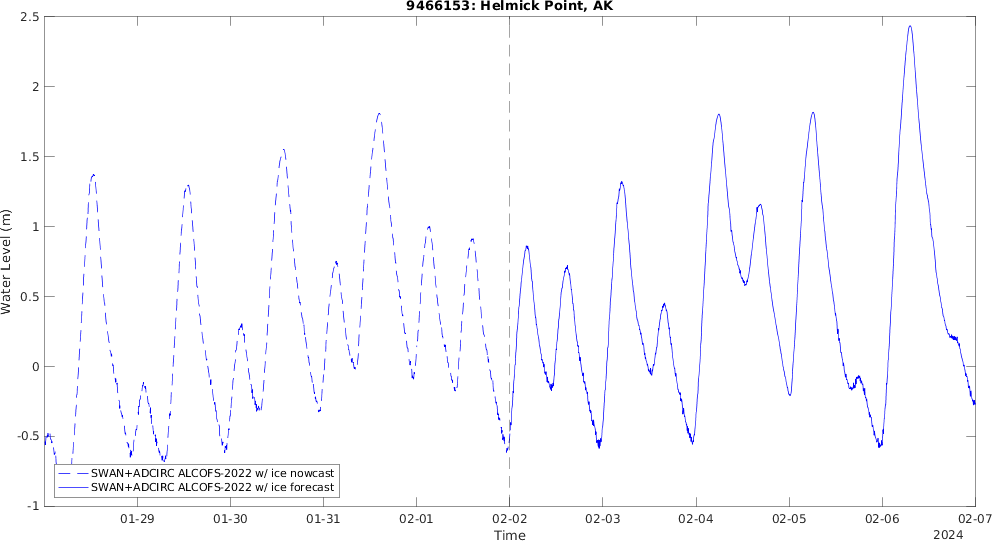 9466153: Helmick Point, AK
2.5
2
1.5
1
0.5
0
-0.5
-1
Water Level (m)
SWAN+ADCIRC ALCOFS-2022 w/ ice nowcast
SWAN+ADCIRC ALCOFS-2022 w/ ice forecast
01-29 01-30 01-31 02-01 02-02 02-03 02-04 02-05 02-06 02-07
Time
2024